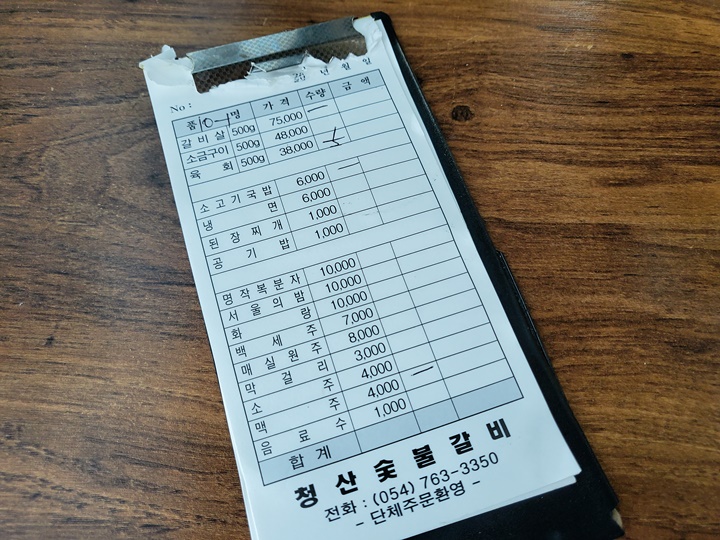 년 월 일
No :
품 명 가 격 수량 금 액
갈 비 살 500g 75,000
소금구이 500g 48,000
육 회 500g 38,000
소 고 기 국 밥 6,000
냉 면 6,000
된 장 찌 개 1,000
공 기 밥 1,000
명 작 복 분 자 10,000
서 울 의 밤 10,000
화 랑 10,000
백 세 주 7,000
매 실 원 주 8,000
막 걸 리 3,000
소 주 4,000
맥 주 4,000
음 료 수 1,000
합 계
청 산 숯 불 갈 비
전화 : (054) 763-3350
- 단체주문환영 -